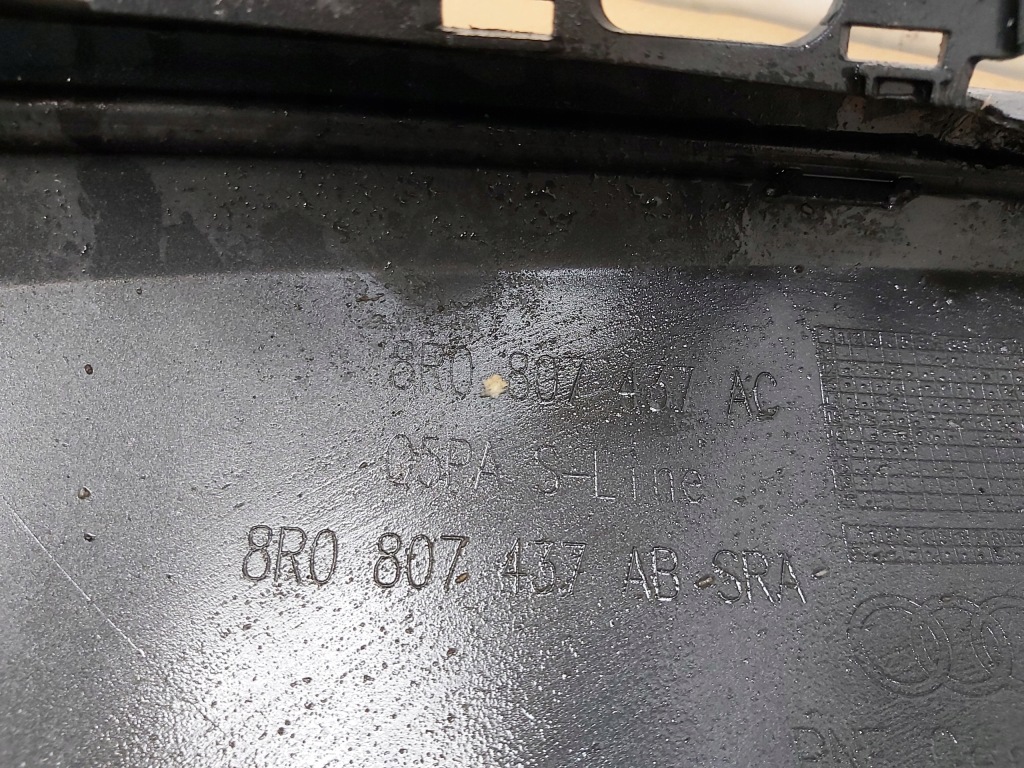 8R0 807 437 AC
Q5PA S-Line
8R0 807 437 AB SRA